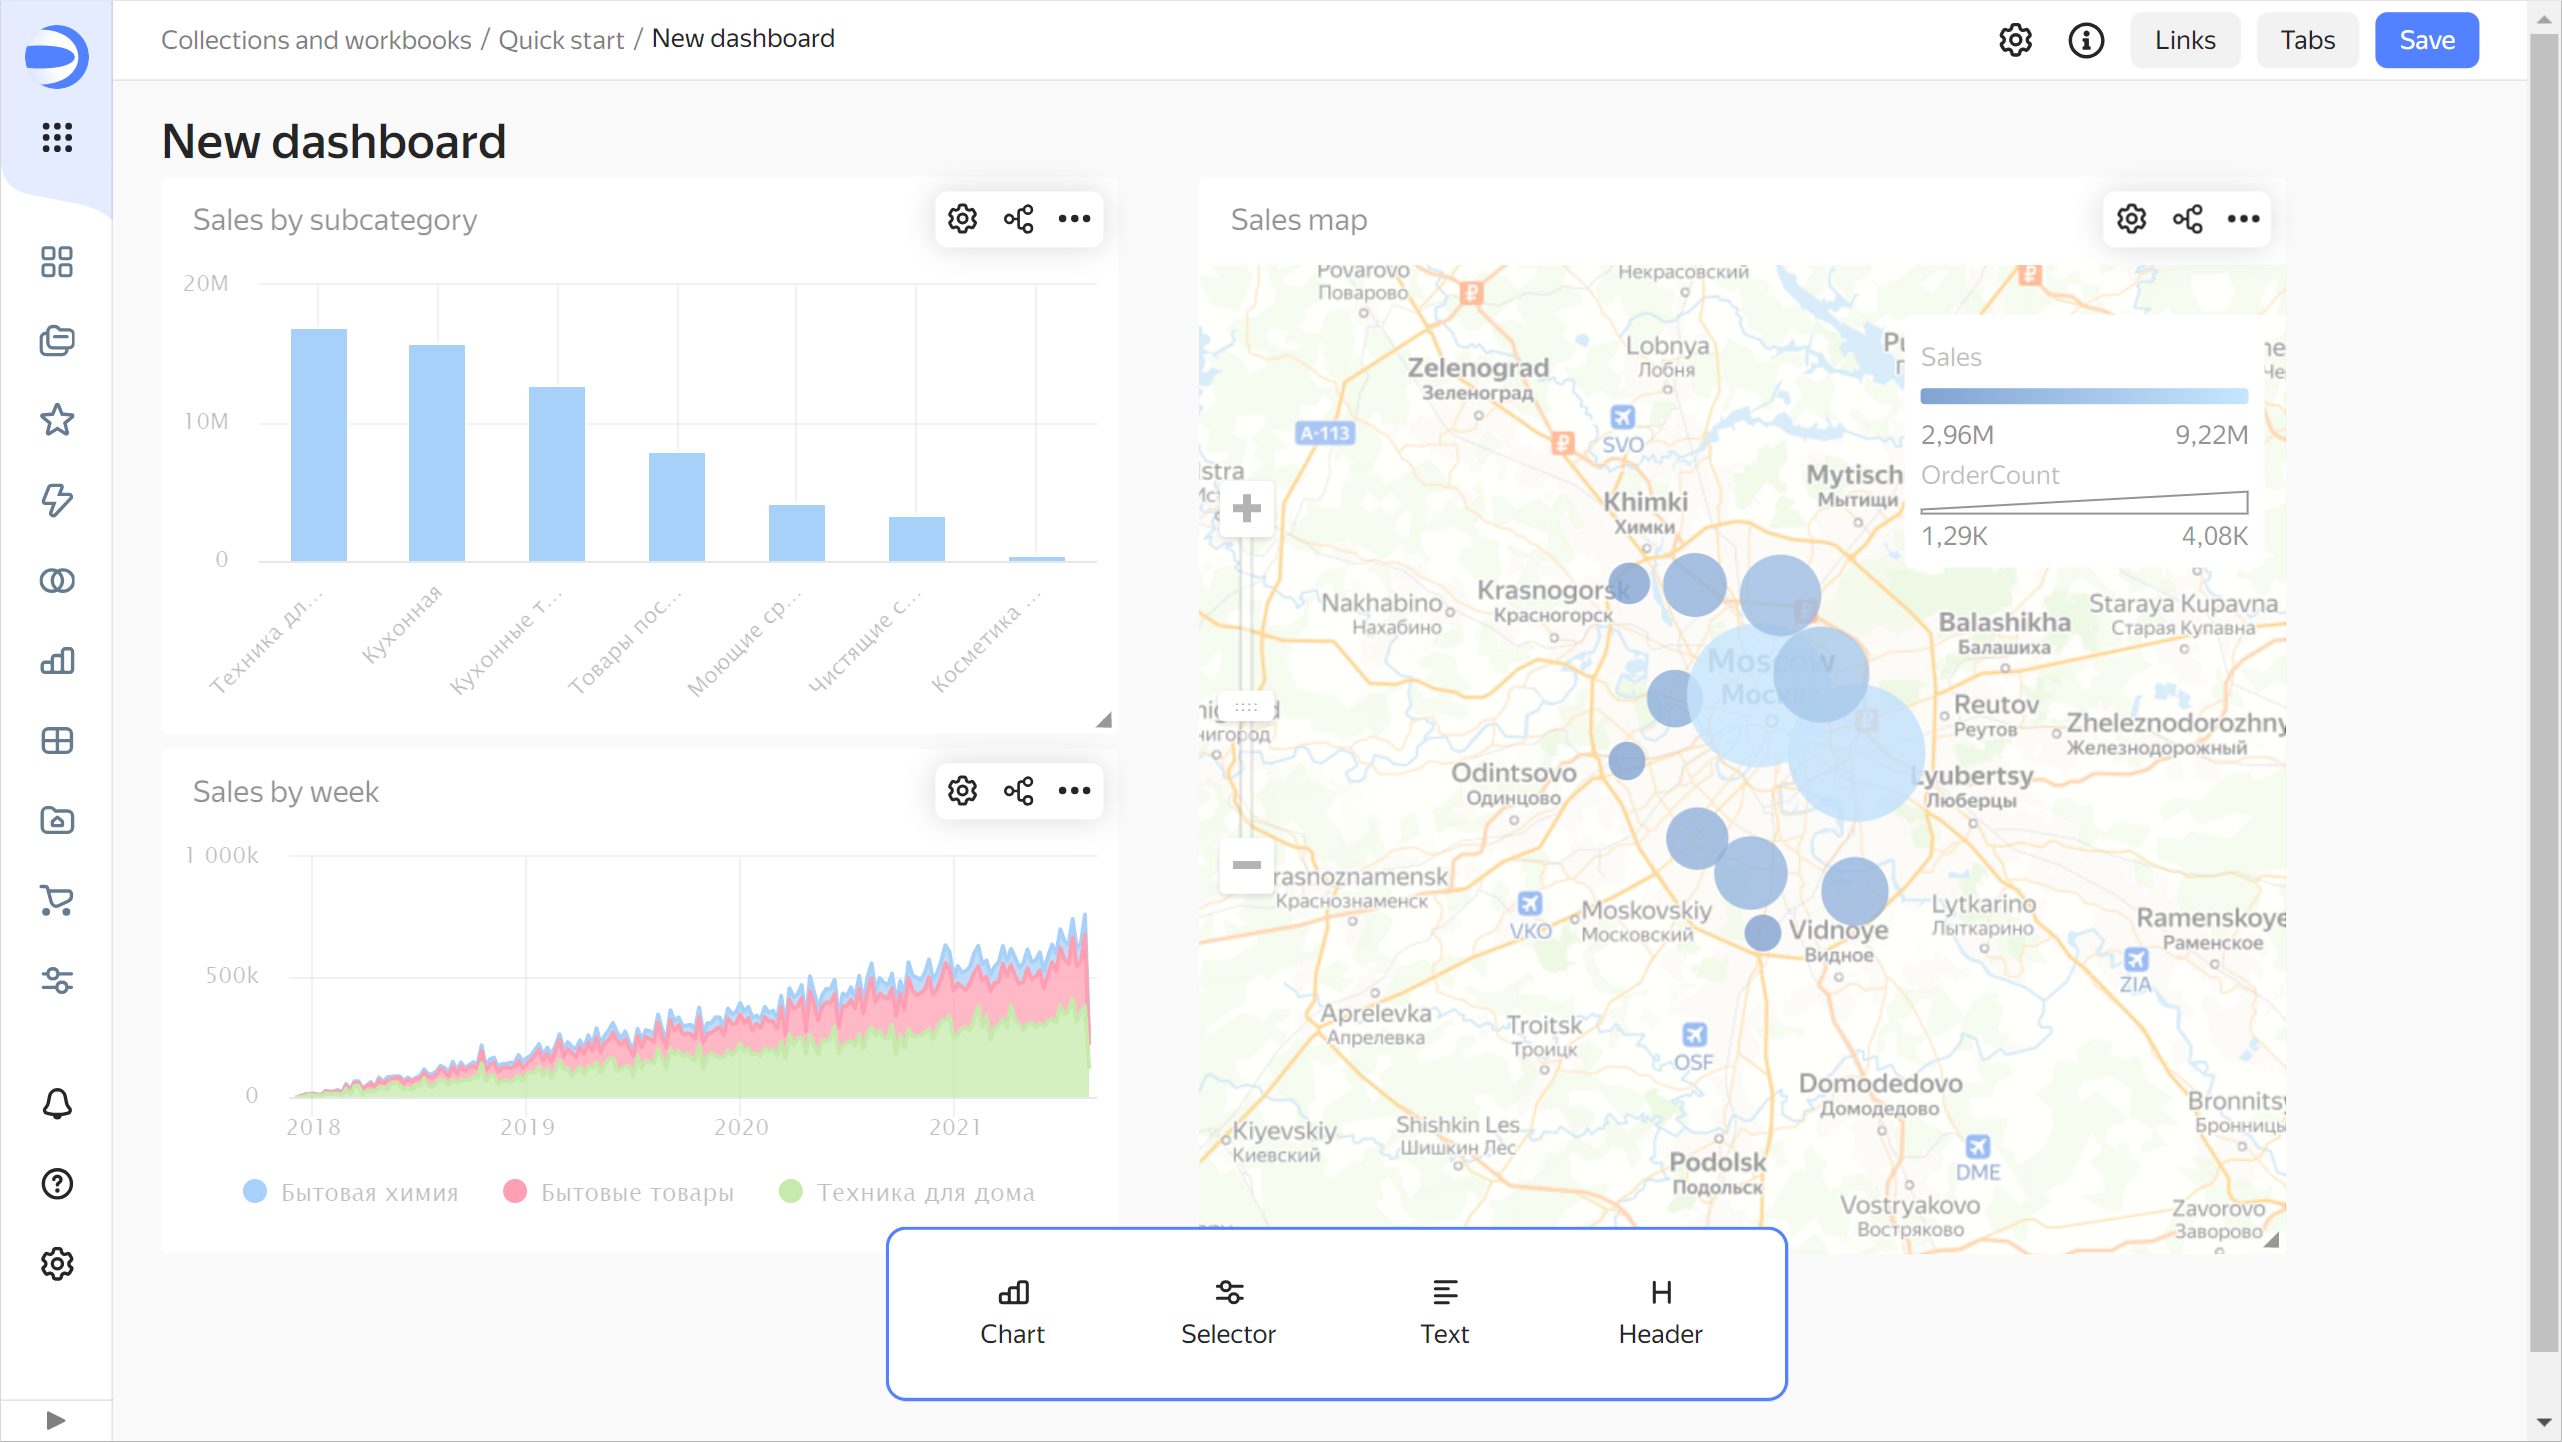 Collections and workbooks / Quick start / New dashboard
Links
Tabs
Save
New dashboard
Sales by subcategory
20M
10M
0
Техника дл…
Кухонная
Кухонные т…
Товары пос…
Моющие ср…
Чистящие с…
Косметика …
Sales by week
1 000k
500k
0
2018
2019
2020
2021
Бытовая химия
Бытовые товары
Техника для дома
Sales map
Povarovo
Поварово
Некрасовский
Lobnya
Лобня
Zelenograd
Зеленоград
A-113
SVO
Sales
2,96M 9,22M
OrderCount
1,29K 4,08K
Mytisch
Мытищи
Khimki
Химки
Krasnogorsk
Красногорск
Nakhabino
Нахабино
Balashikha
Балашиха
Staraya Kupavna
Старая Купавна
Moscow
Москва
Reutov
Реутов
Zheleznodorozhny
Железнодорожный
Odintsovo
Одинцово
Lyubertsy
Люберцы
rasnoznamensk
Краснознаменск
VKO
Moskovskiy
Московский
Vidnoye
Видное
Lytkarino
Лыткарино
Ramenskoye
Раменское
ZIA
Aprelevka
Апрелевка
Troitsk
Троицк
OSF
Domodedovo
Домодедово
Bronnitsy
Бронницы
Kiyevskiy
Киевский
Shishkin Les
Шишкин Лес
Podolsk
Подольск
DME
Vostryakovo
Востряково
Zavorovo
Заворово
Chart
Selector
Text
Header